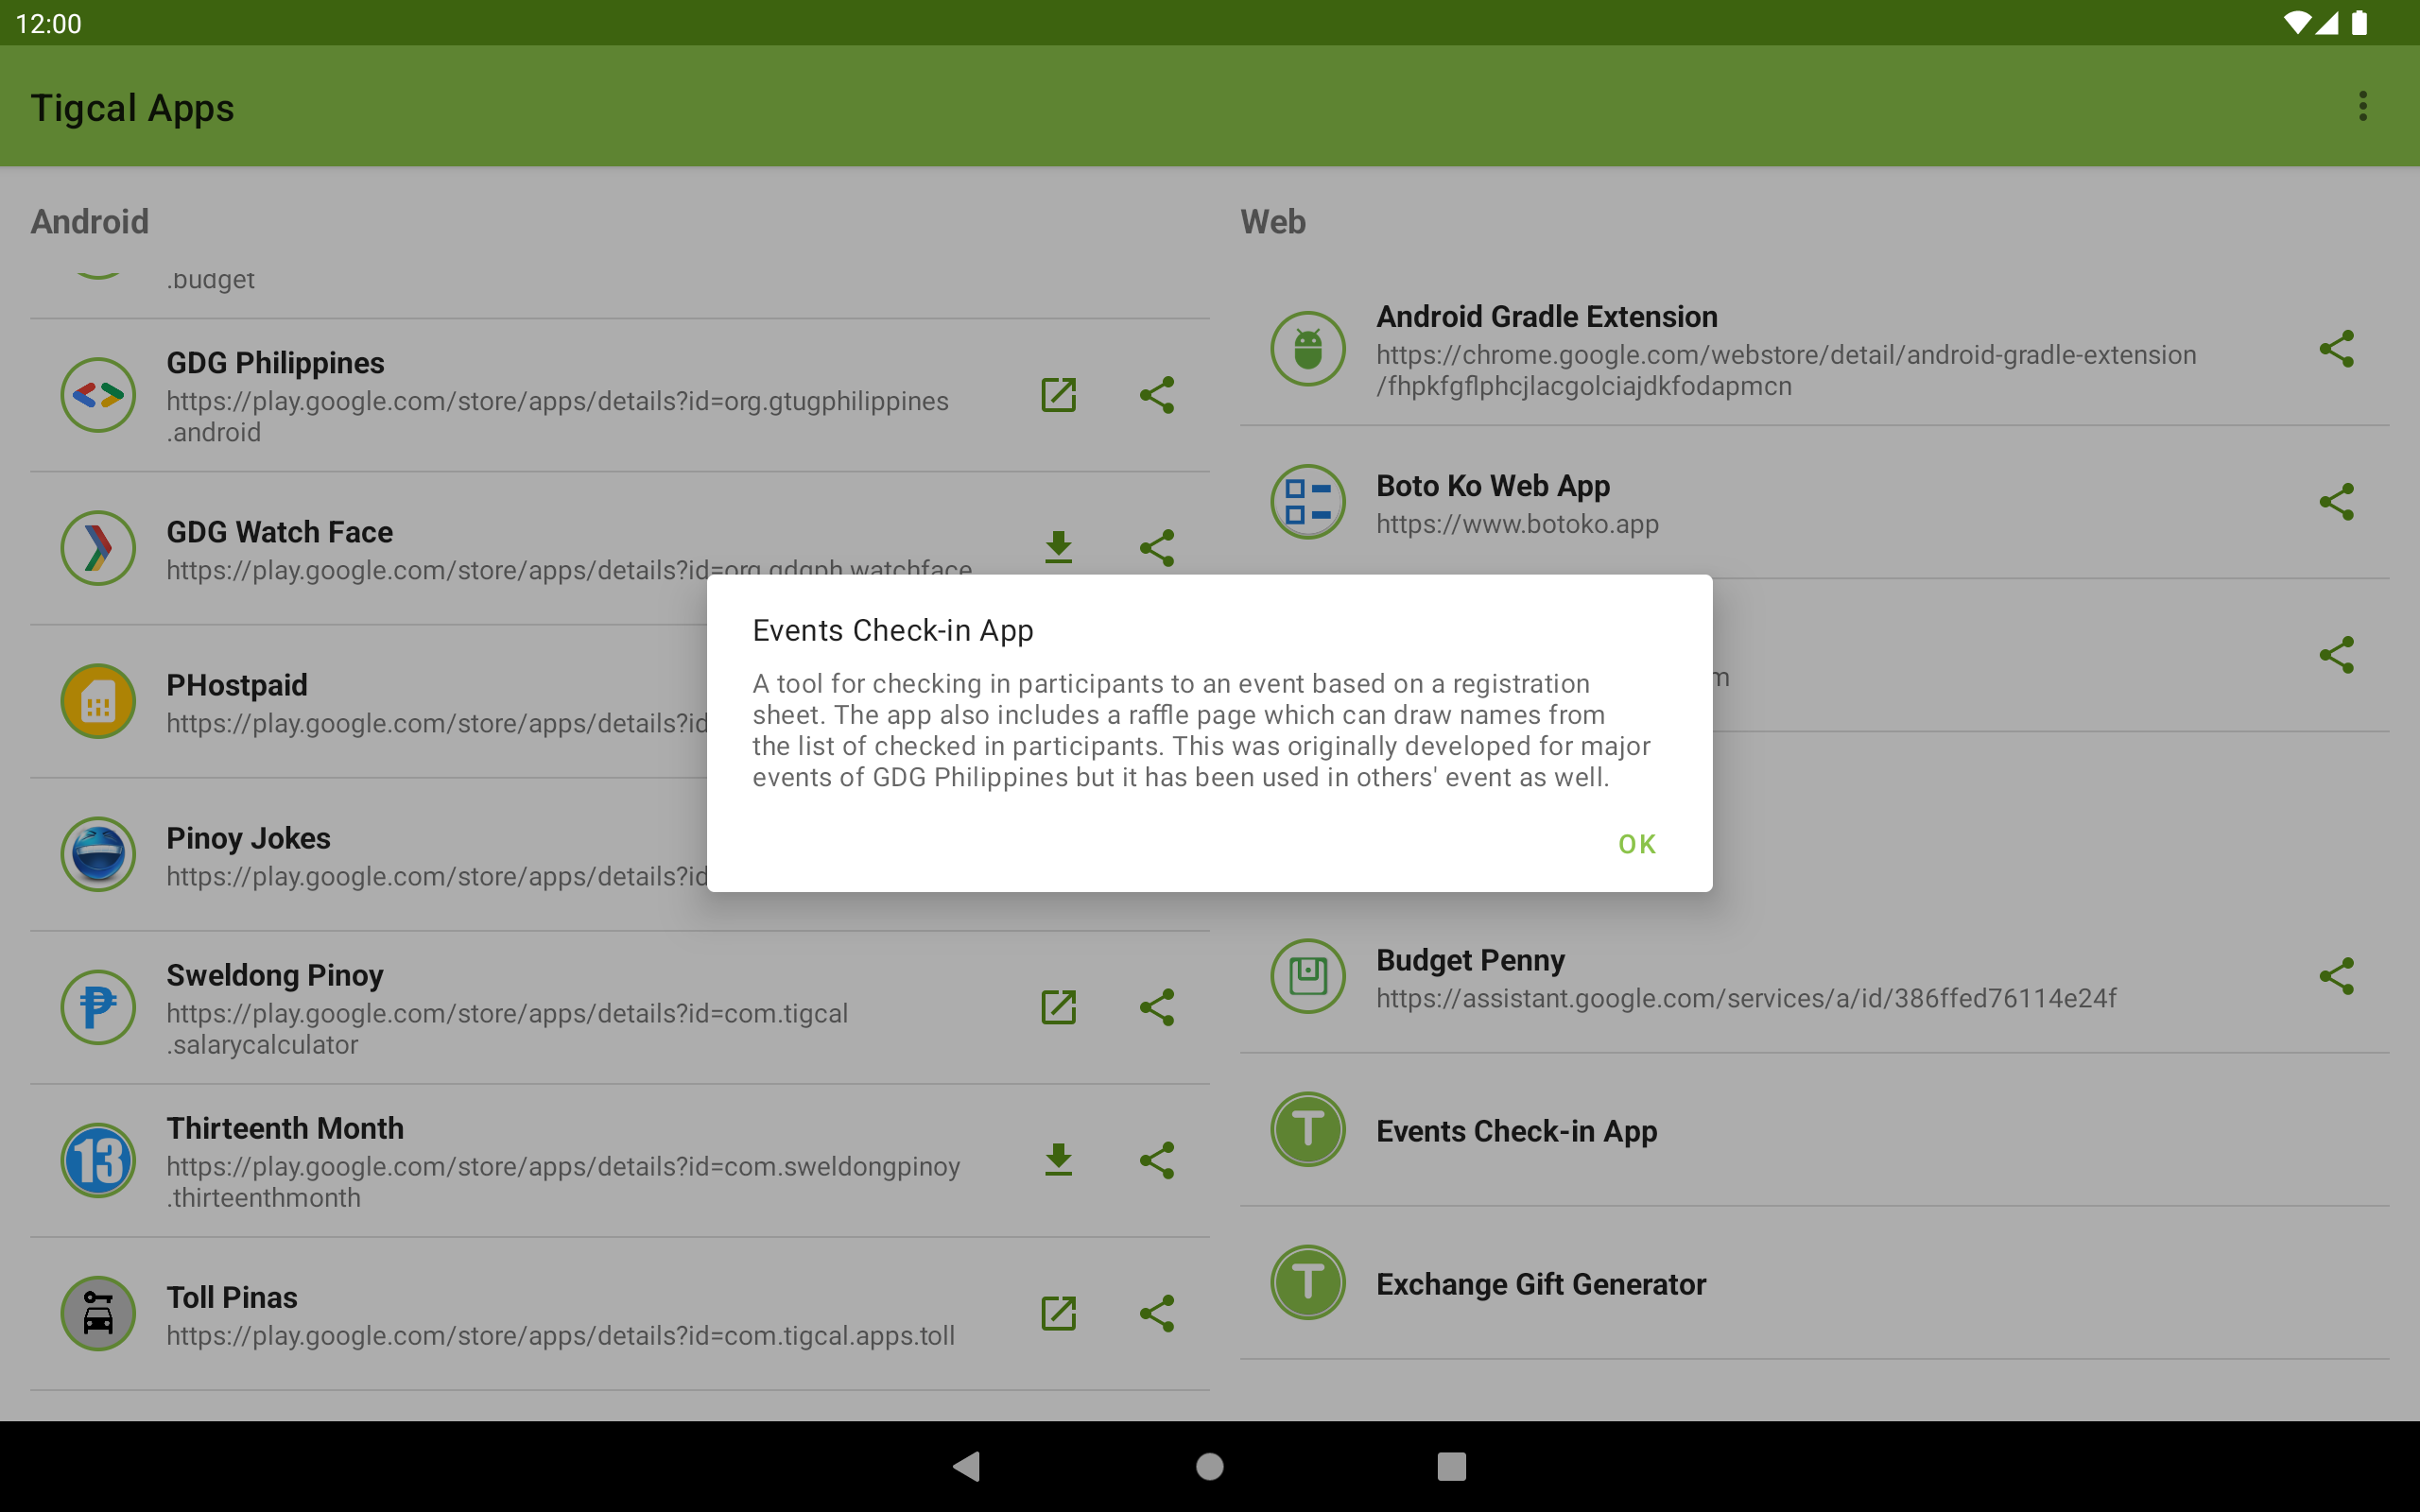 12:00
Tigcal Apps
Android
.budget
GDG Philippines
https://play.google.com/store/apps/details?id=org.gtugphilippines
.android
GDG Watch Face
https://play.google.com/store/apps/details?id=org.gdgph.watchface
PHostpaid
https://play.google.com/store/apps/details?id
Pinoy Jokes
https://play.google.com/store/apps/details?id
Sweldong Pinoy
https://play.google.com/store/apps/details?id=com.tigcal
.salarycalculator
13
Thirteenth Month
https://play.google.com/store/apps/details?id=com.sweldongpinoy
.thirteenthmonth
Toll Pinas
https://play.google.com/store/apps/details?id=com.tigcal.apps.toll
Web
Android Gradle Extension
https://chrome.google.com/webstore/detail/android-gradle-extension
/fhpkfgflphcjlacgolciajdkfodapmcn
Boto Ko Web App
https://www.botoko.app
m
Budget Penny
https://assistant.google.com/services/a/id/386ffed76114e24f
T
Events Check-in App
T
Exchange Gift Generator
Events Check-in App
A tool for checking in participants to an event based on a registration
sheet. The app also includes a raffle page which can draw names from
the list of checked in participants. This was originally developed for major
events of GDG Philippines but it has been used in others' event as well.
OK